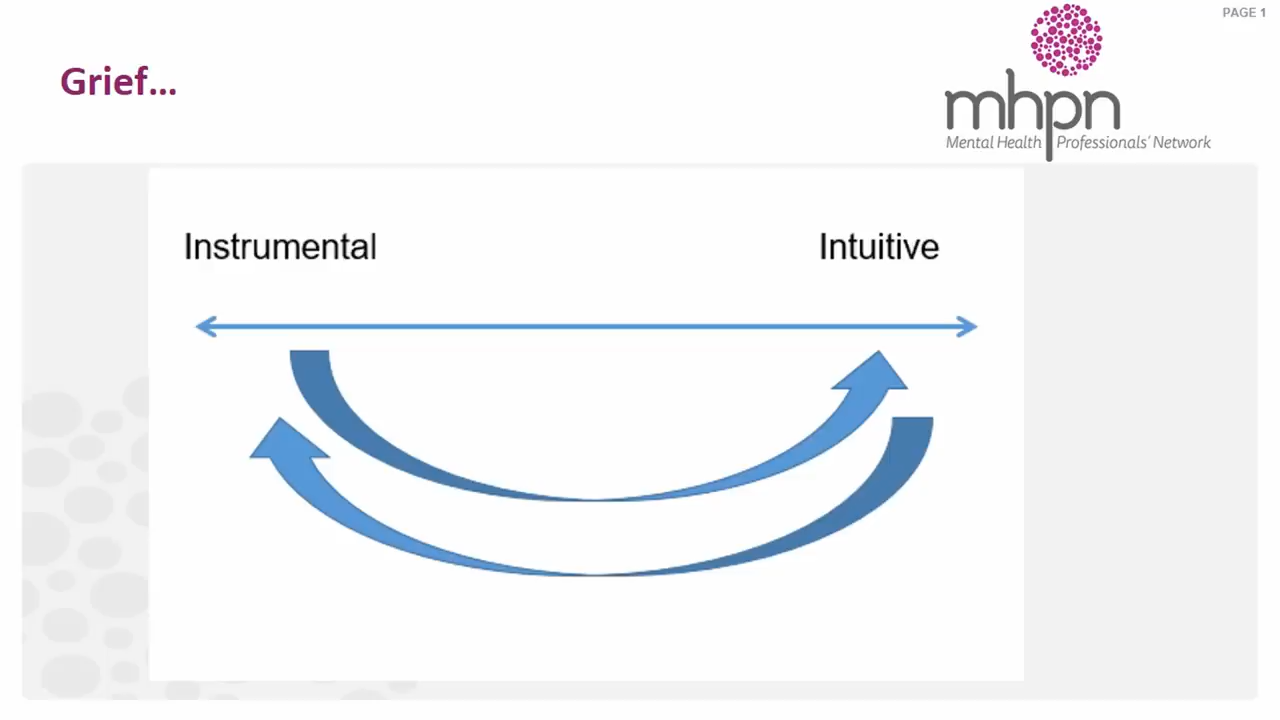 PAGE 1
Grief...
mhpn
Mental Health Professionals' Network
Instrumental Intuitive